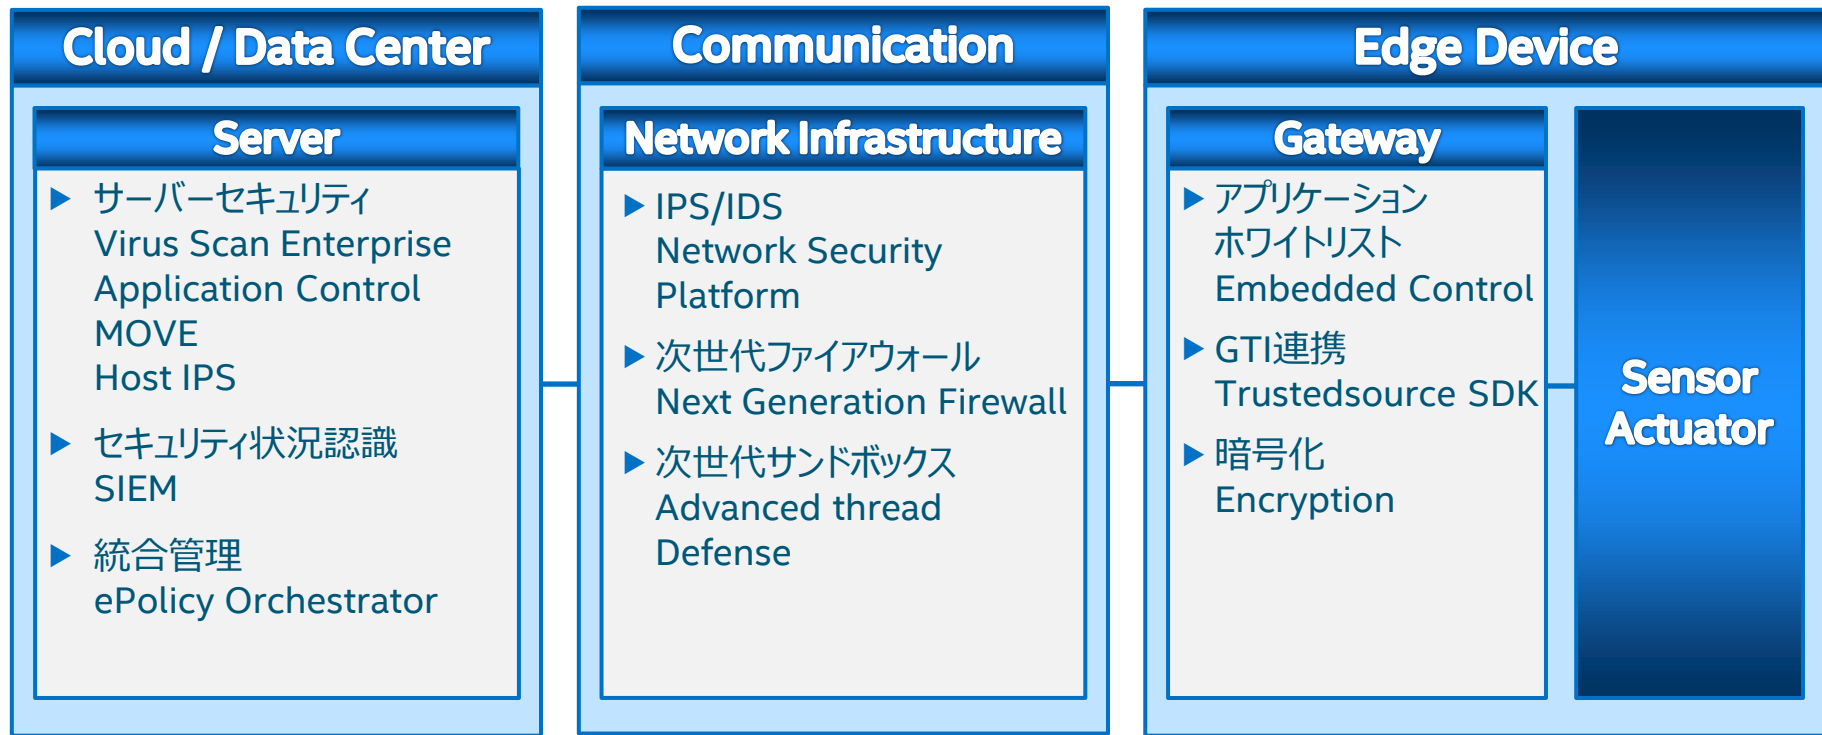 Cloud / Data Center
Server
サーバーセキュリティ
Virus Scan Enterprise
Application Control
MOVE
Host IPS
セキュリティ状況認識
SIEM
統合管理
ePolicy Orchestrator
Communication
Network Infrastructure
IPS/IDS
Network Security
Platform
次世代ファイアウォール
Next Generation Firewall
次世代サンドボックス
Advanced thread
Defense
Edge Device
Gateway
アプリケーション
ホワイトリスト
Embedded Control
GTI連携
Trustedsource SDK
暗号化
Encryption
Sensor
Actuator